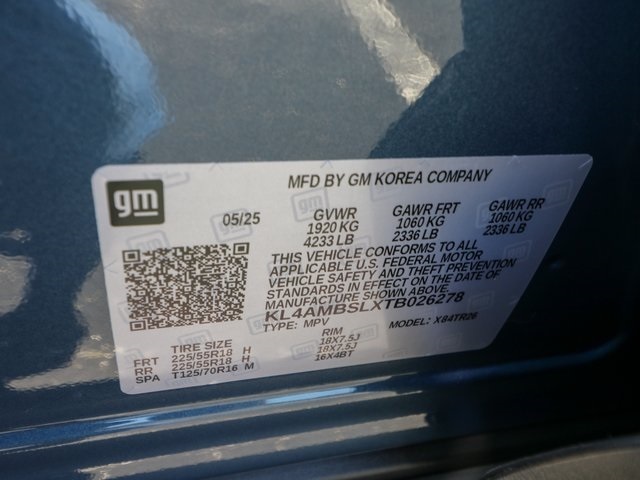 MFD BY GM KOREA COMPANY
gm
05/25 GVWR GAWR FRT GAWR RR
1920 KG 1060 KG 1060 KG
4233 LB 2336 LB 2336 LB
THIS VEHICLE CONFORMS TO ALL
APPLICABLE U.S. FEDERAL MOTOR
VEHICLE SAFETY AND THEFT PREVENTION
STANDARDS IN EFFECT ON THE DATE OF
MANUFACTURE SHOWN ABOVE.
KL4AMBSLXTB026278
TYPE: MPV MODEL: X84TR26
TIRE SIZE RIM
FRT 225/55R18 H 18X7.5J
RR 225/55R18 H 18X7.5J
SPA T125/70R16 M 16X4BT